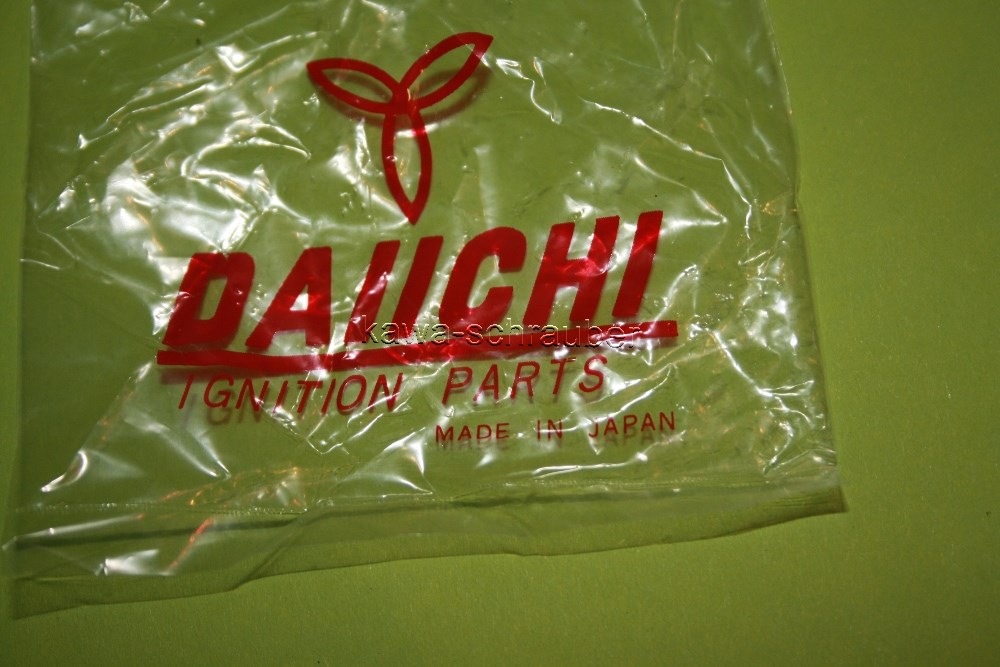 DAIICHI
kawa-schrauber
IGNITION PARTS
MADE IN JAPAN